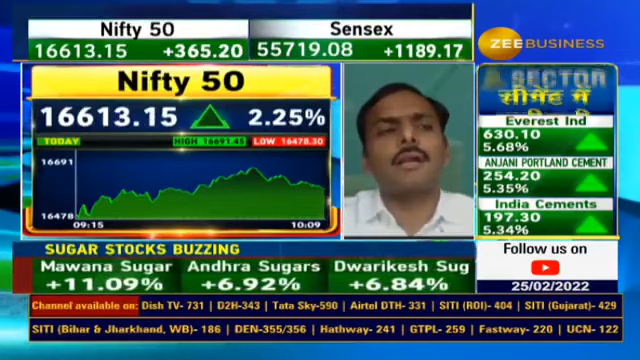 Nifty 50
16613.15 +365.20
Sensex
55719.08 +1189.17
ZEE BUSINESS
Nifty 50
16613.15 2.25%
TODAY HIGH 16691.45 LOW 16478.30
16691
16478
09:15 10:09
SECTOR
सीमेंट में
Everest Ind
630.10
5.68%
ANJANI PORTLAND CEMENT
254.20
5.35%
India Cements
197.30
5.34%
SUGAR STOCKS BUZZING
Mawana Sugar Andhra Sugars Dwarikesh Sug
+11.09% +6.92% +6.84%
Follow us on
25/02/2022
Channel available on: Dish TV- 731 | D2H-343 | Tata Sky-590 | Airtel DTH- 331 | SITI (ROI)- 404 | SITI (Gujarat)- 429
SITI (Bihar & Jharkhand, WB)- 186 | DEN-355/356 | Hathway- 241 | GTPL- 259 | Fastway- 220 | UCN- 122